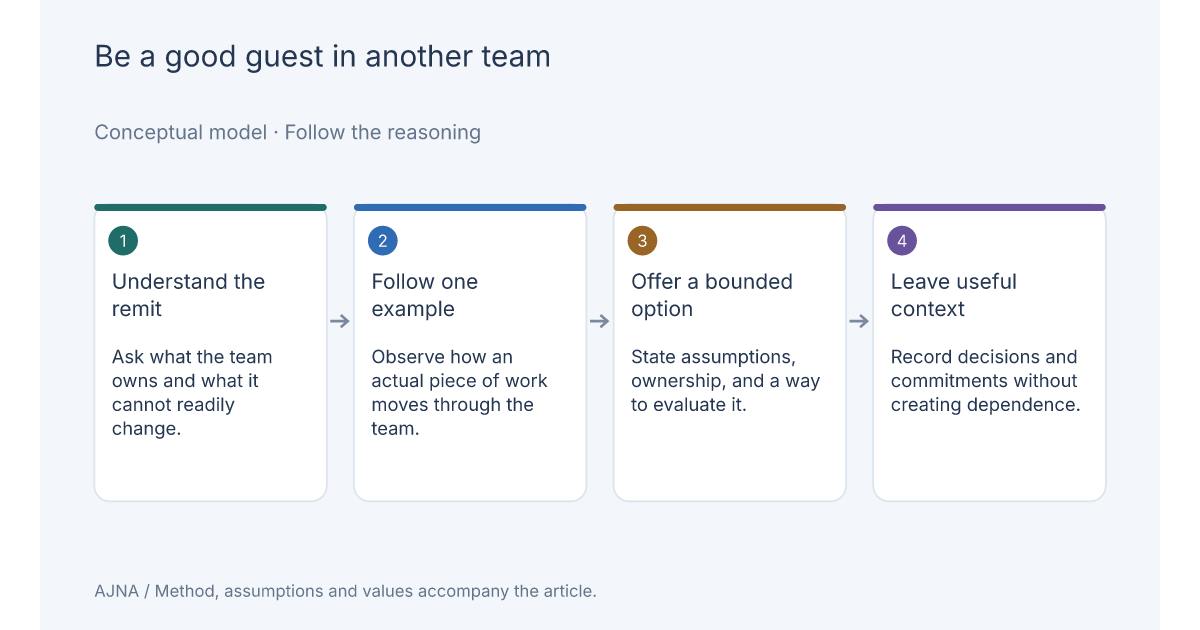 Be a good guest in another team
Conceptual model · Follow the reasoning
1
Understand the
remit
Ask what the team
owns and what it
cannot readily
change.
2
Follow one
example
Observe how an
actual piece of work
moves through the
team.
3
Offer a bounded
option
State assumptions,
ownership, and a way
to evaluate it.
4
Leave useful
context
Record decisions and
commitments without
creating dependence.
AJNA / Method, assumptions and values accompany the article.